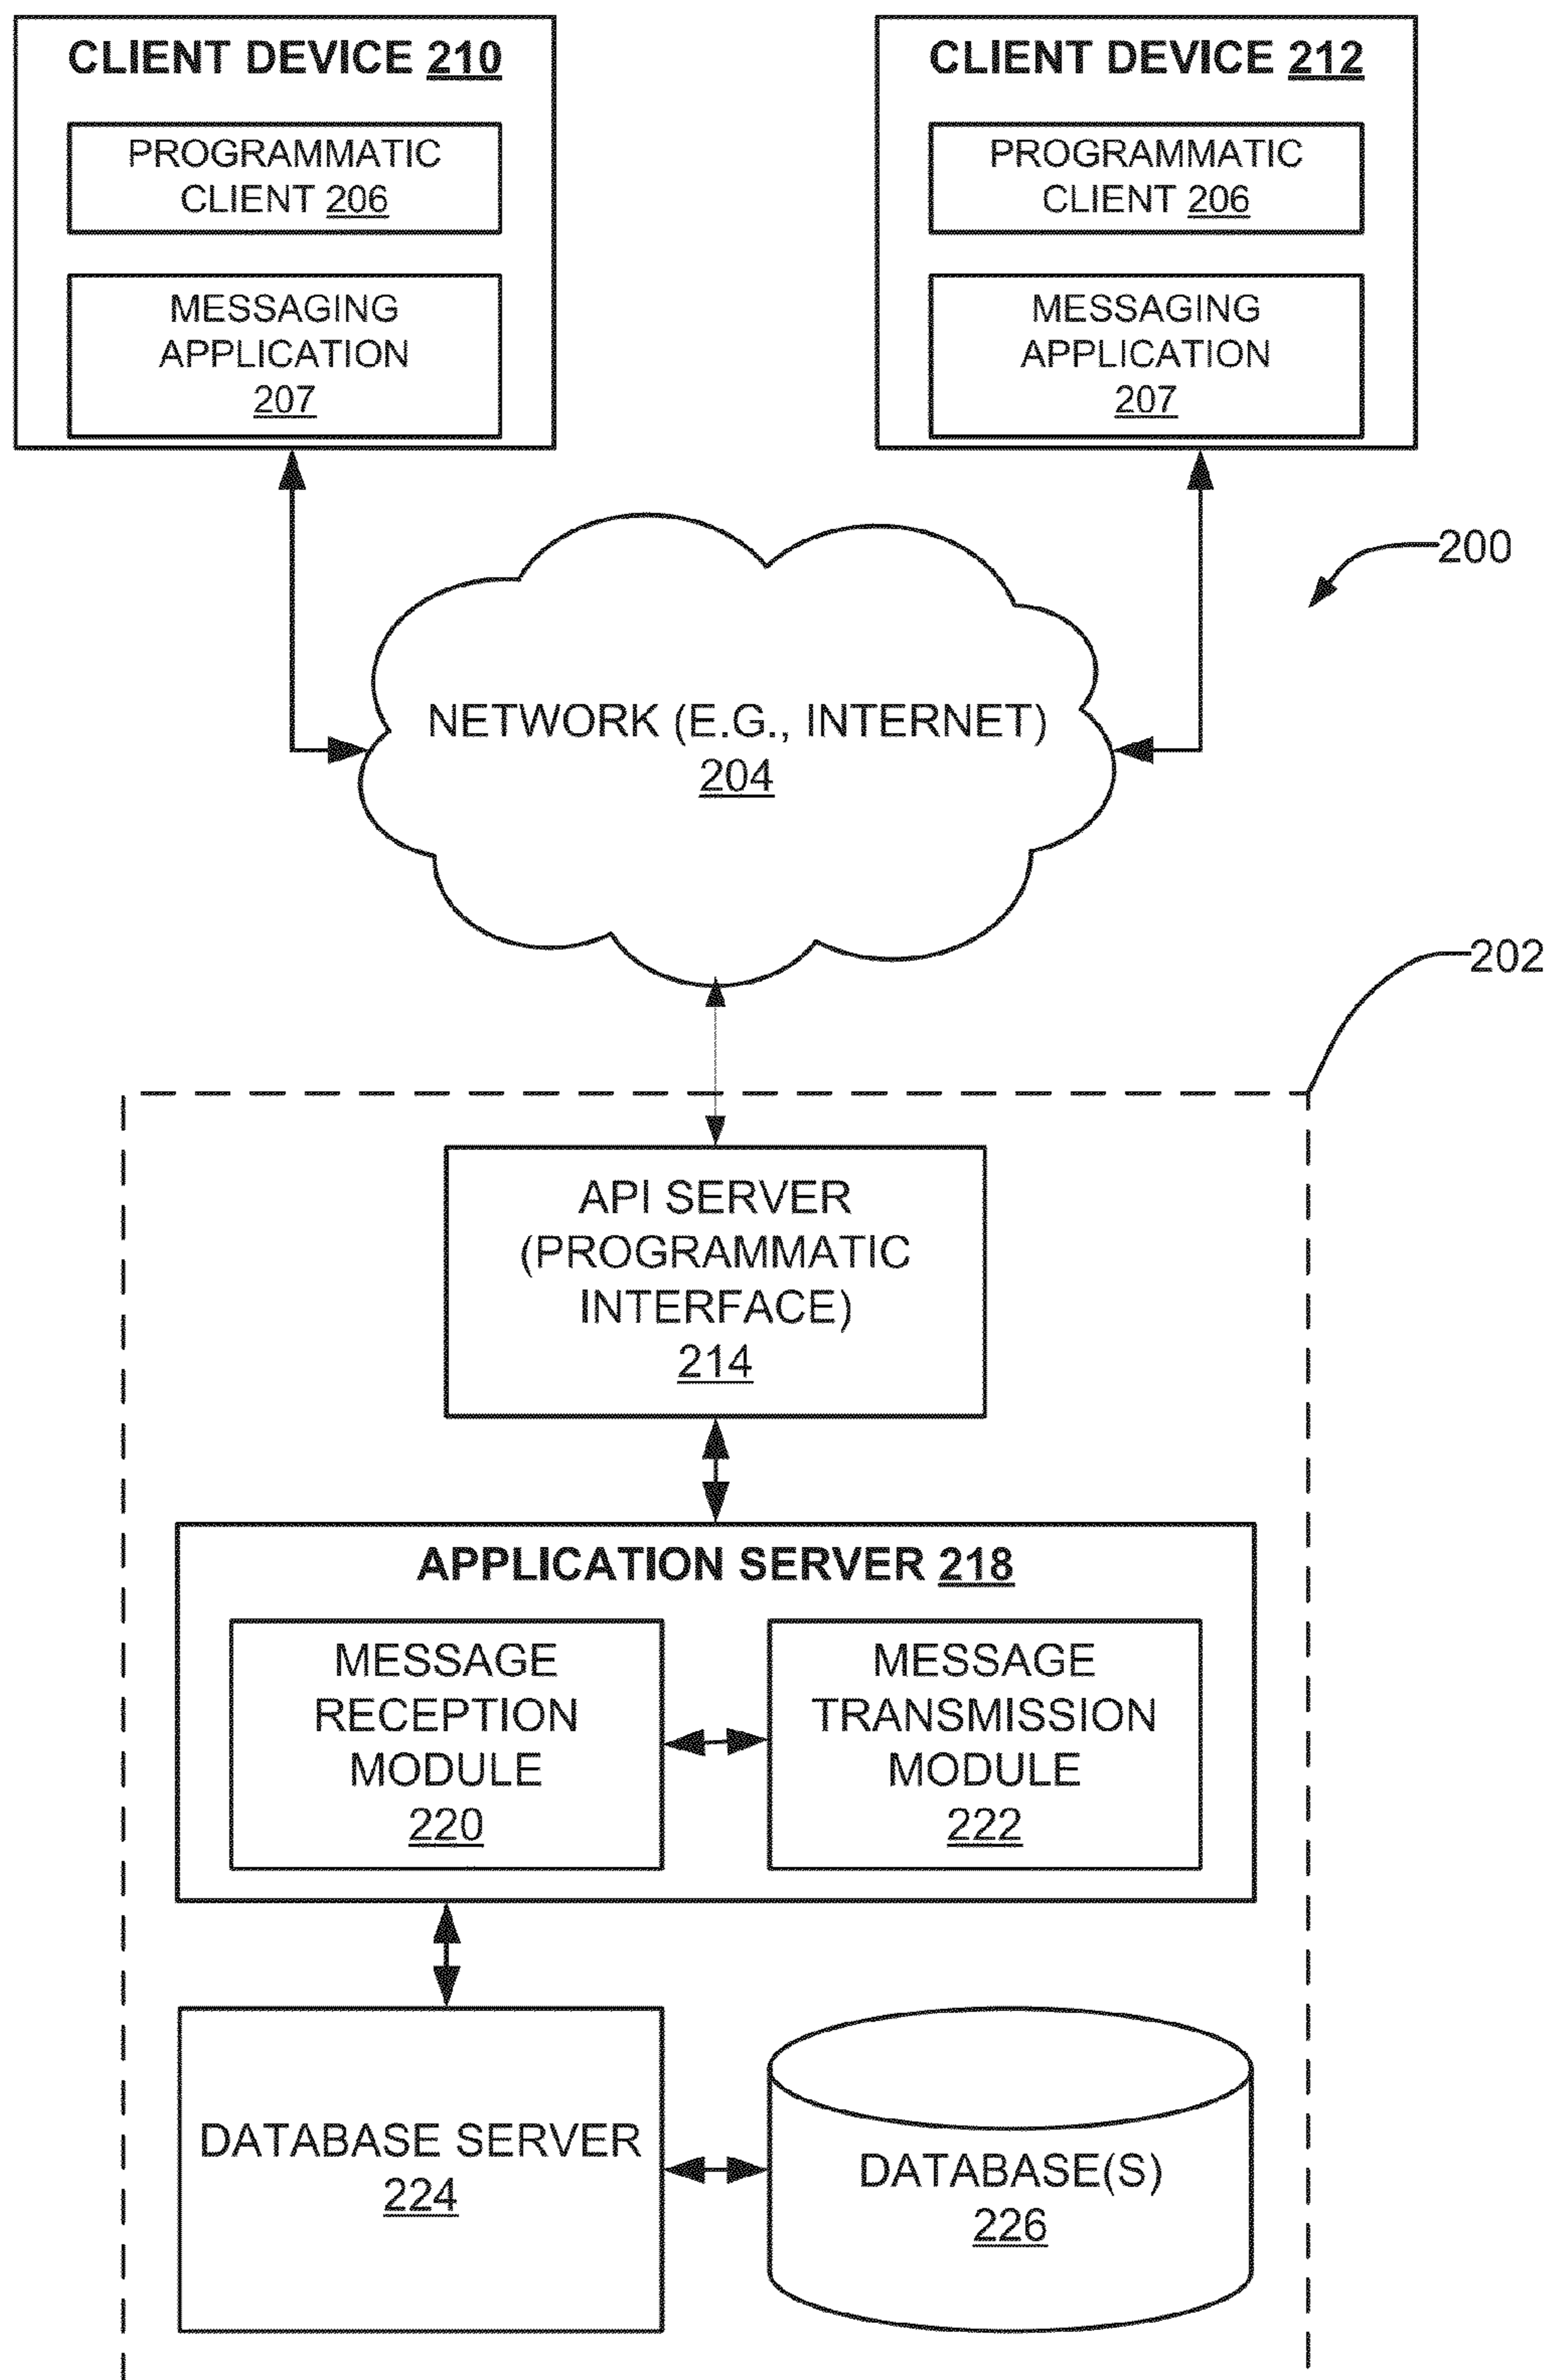 CLIENT DEVICE 210
PROGRAMMATIC
CLIENT 206
MESSAGING
APPLICATION
207
CLIENT DEVICE 212
PROGRAMMATIC
CLIENT 206
MESSAGING
APPLICATION
207
200
NETWORK (E.G., INTERNET)
204
202
API SERVER
(PROGRAMMATIC
INTERFACE)
214
APPLICATION SERVER 218
MESSAGE
RECEPTION
MODULE
220
MESSAGE
TRANSMISSION
MODULE
222
DATABASE SERVER
224
DATABASE(S)
226